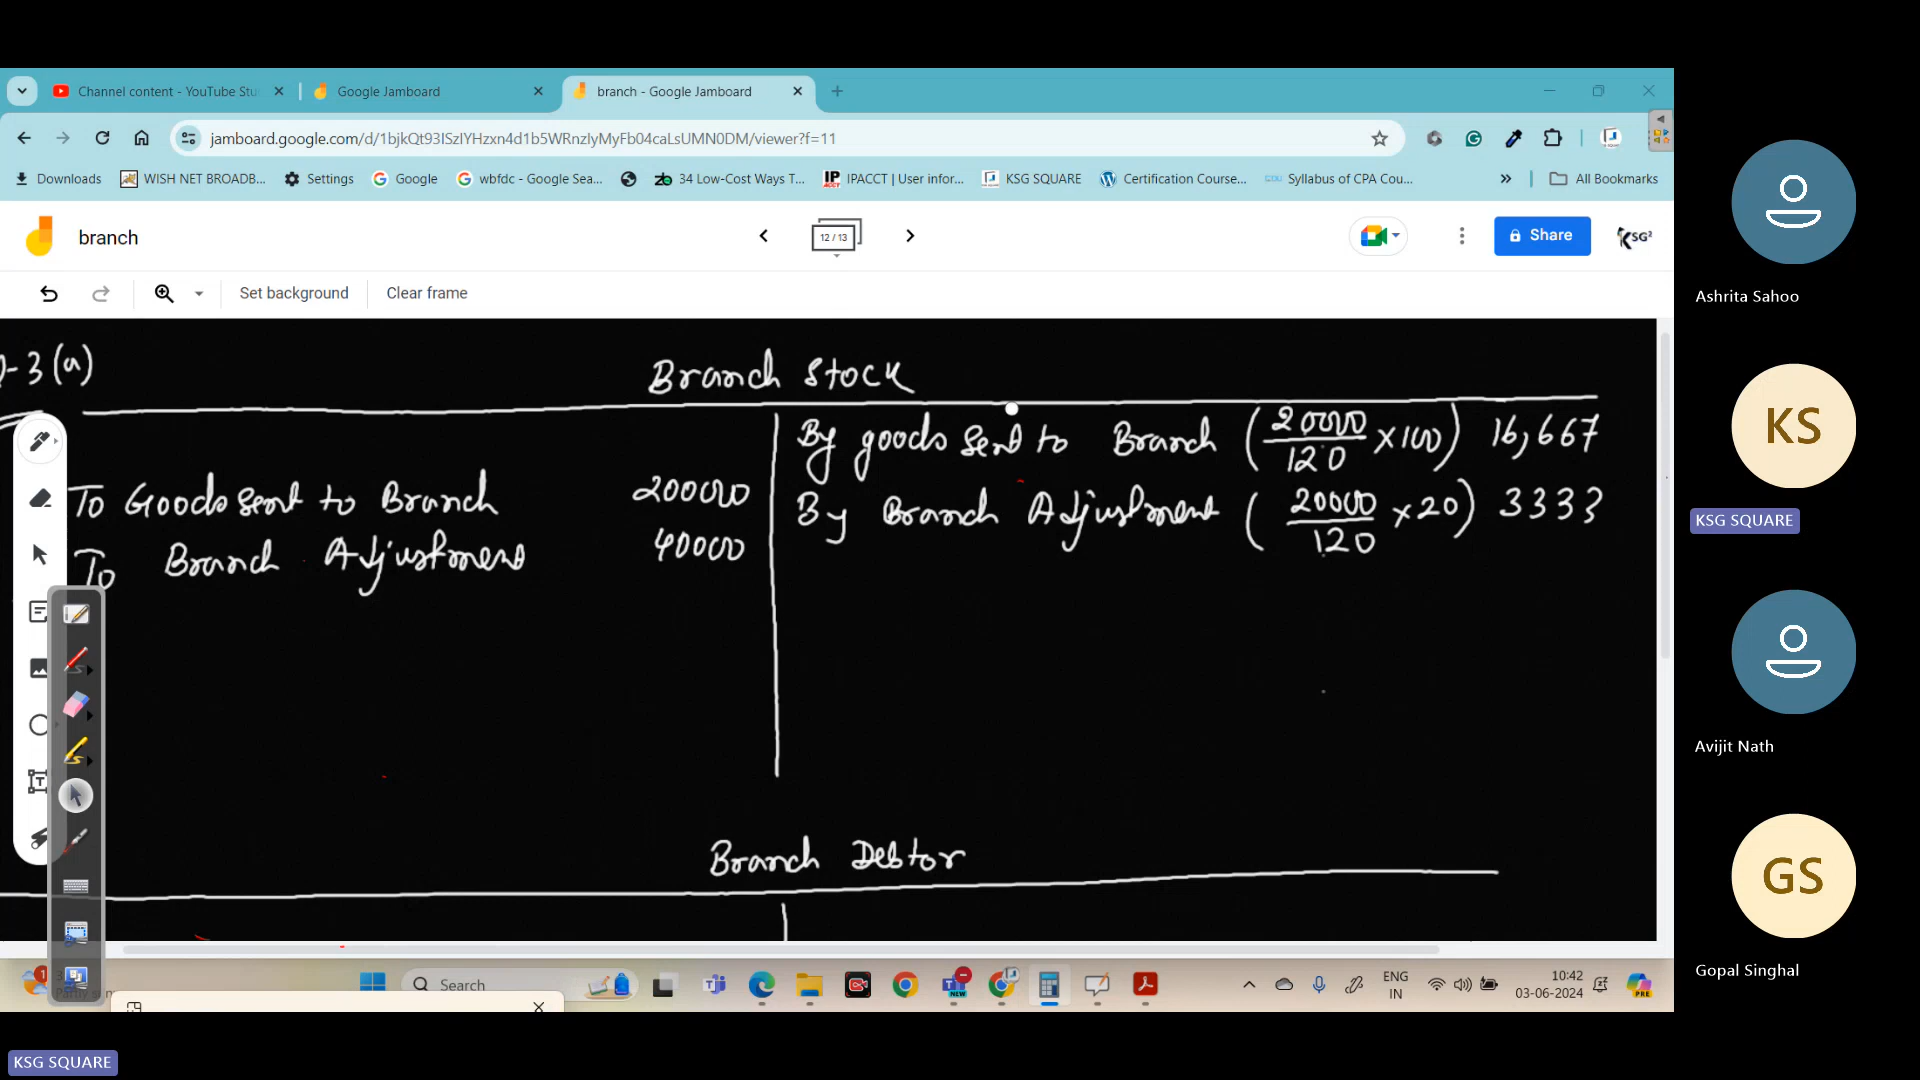 Channel content - YouTube Stu
Google Jamboard
branch - Google Jamboard
jamboard.google.com/d/1bjkQt93ISzIYHzxn4d1b5WRnzlyMyFb04caLsUMN0DM/viewer?f=11
Downloads
WISH NET BROADB...
Settings
Google
wbfdc - Google Sea...
34 Low-Cost Ways T...
IPACCT | User infor...
KSG SQUARE
Certification Course...
Syllabus of CPA Cou...
All Bookmarks
branch
12 / 13
Share
KSG²
Set background
Clear frame
-3(a)
Branch Stock
To Goods sent to Branch 200000
To Branch Adjustment 40000
By goods sent to Branch (20000/120 ×100) 16,667
By Branch Adjustment (20000/120 ×20) 3333
Branch Debtor
Search
ENG
IN
10:42
03-06-2024
Ashrita Sahoo
KS
KSG SQUARE
Avijit Nath
GS
Gopal Singhal
KSG SQUARE